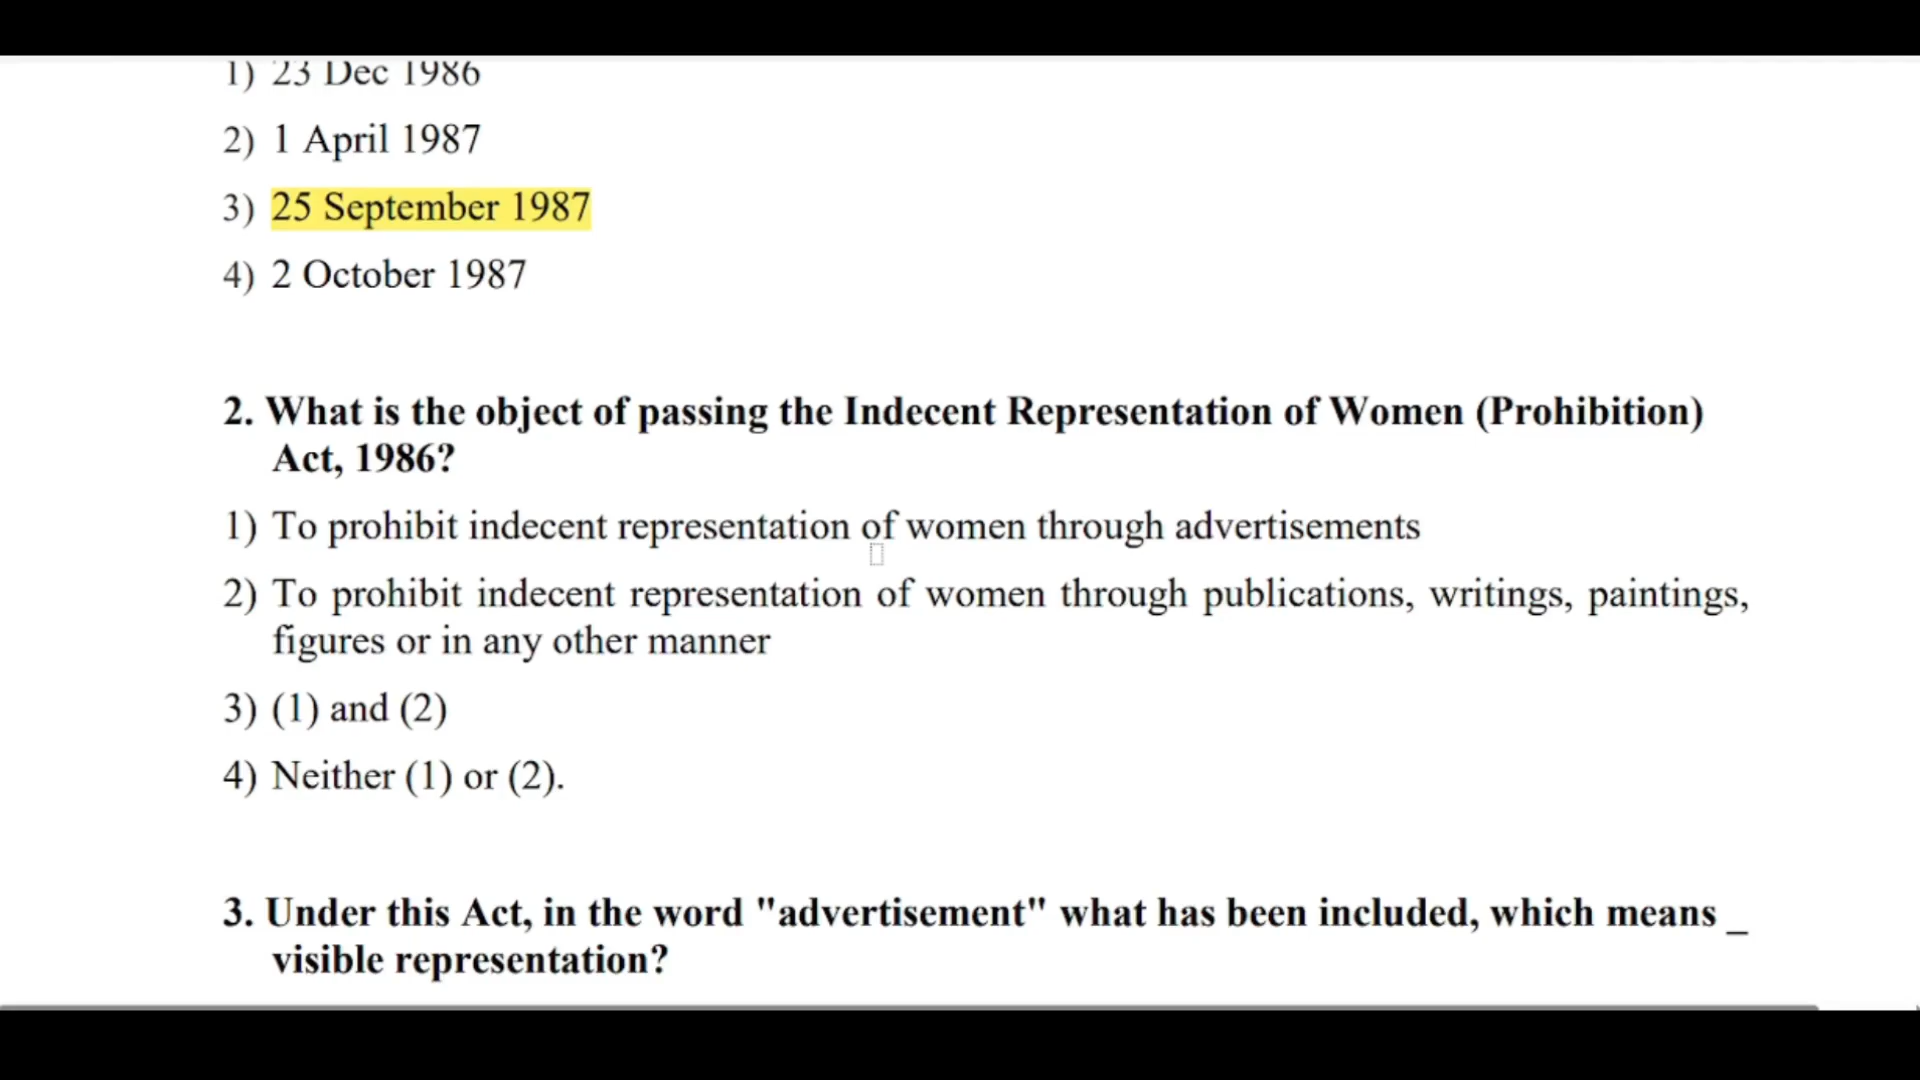 1) 23 Dec 1986
2) 1 April 1987
3) 25 September 1987
4) 2 October 1987
2. What is the object of passing the Indecent Representation of Women (Prohibition)
Act, 1986?
1) To prohibit indecent representation of women through advertisements
2) To prohibit indecent representation of women through publications, writings, paintings,
figures or in any other manner
3) (1) and (2)
4) Neither (1) or (2).
3. Under this Act, in the word "advertisement" what has been included, which means _
visible representation?